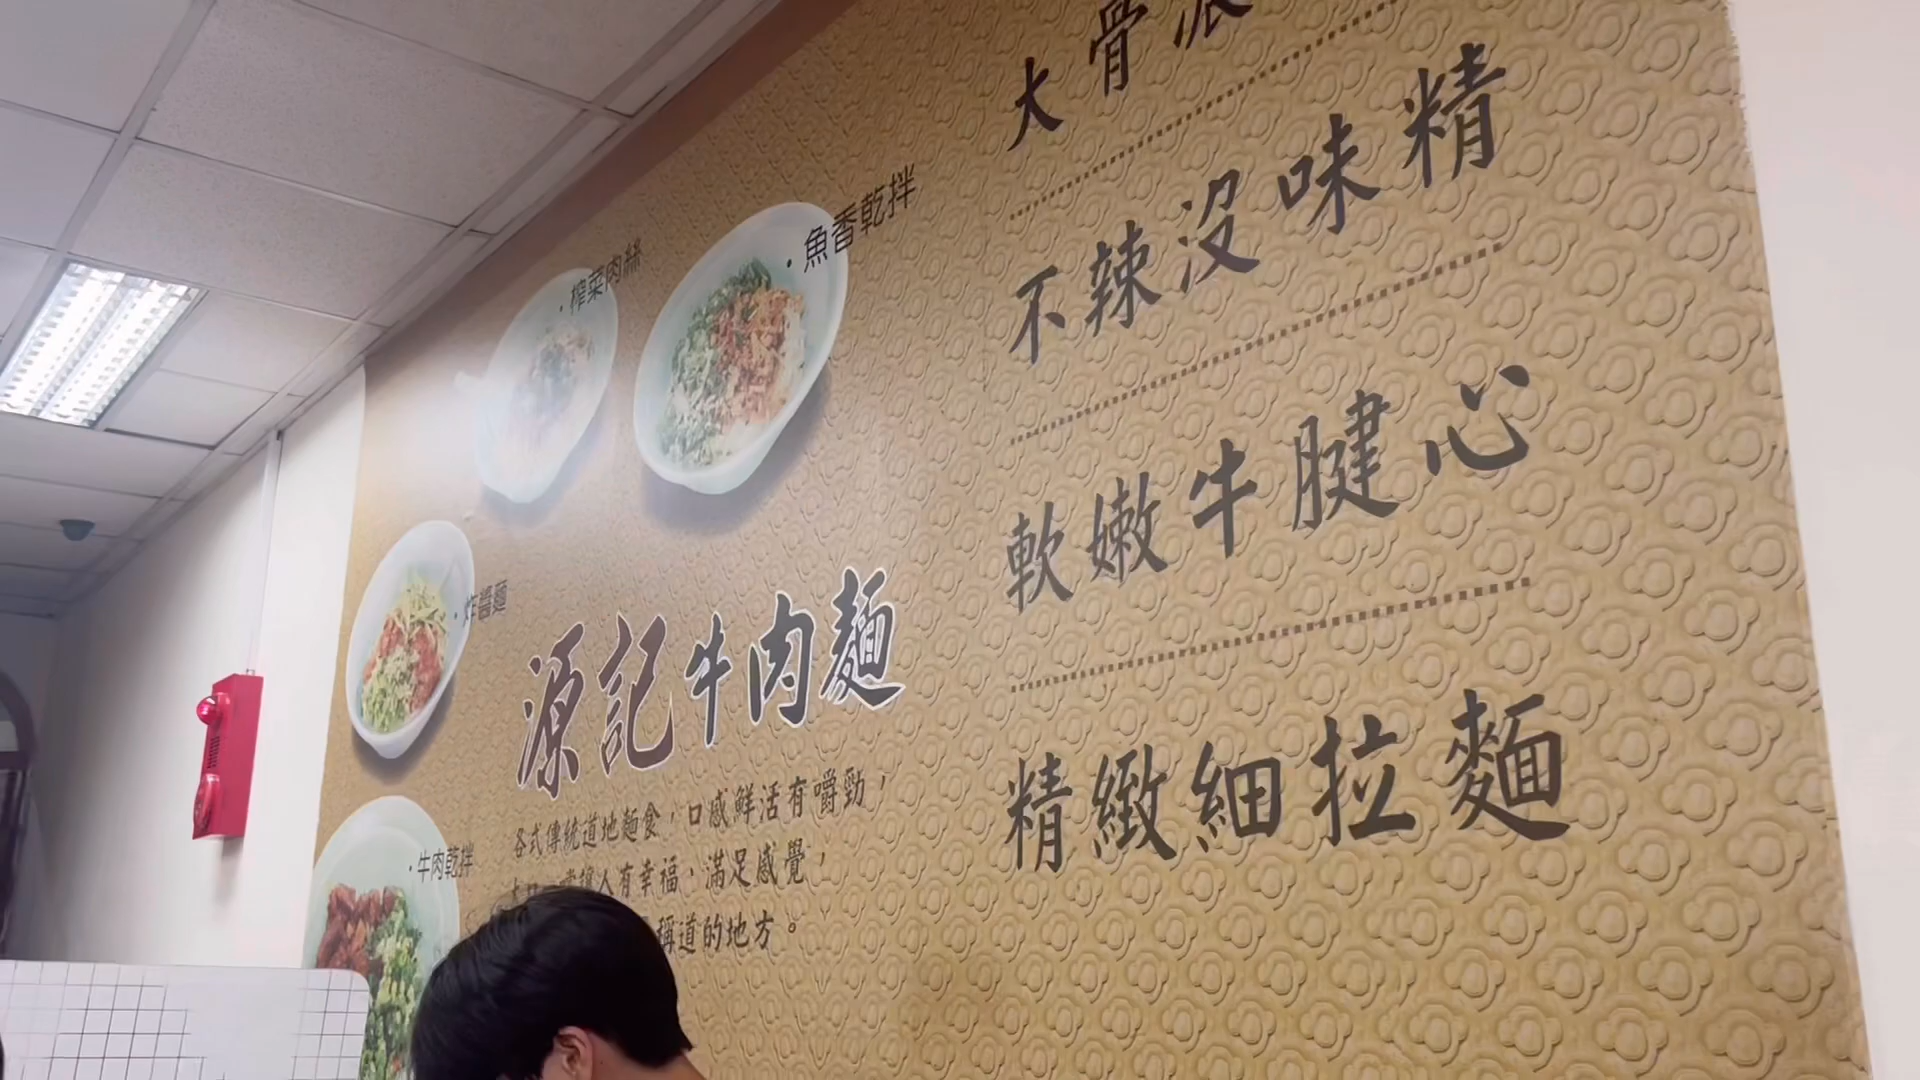 大骨
不辣沒味精
軟嫩牛腱心
精緻細拉麵
・魚香乾拌
・榨菜肉絲
・炸醬麵
・牛肉乾拌
源記牛肉麵
各式傳統道地麵食，口感鮮活有嚼勁，
人有幸福，滿足感覺，
稱道的地方。